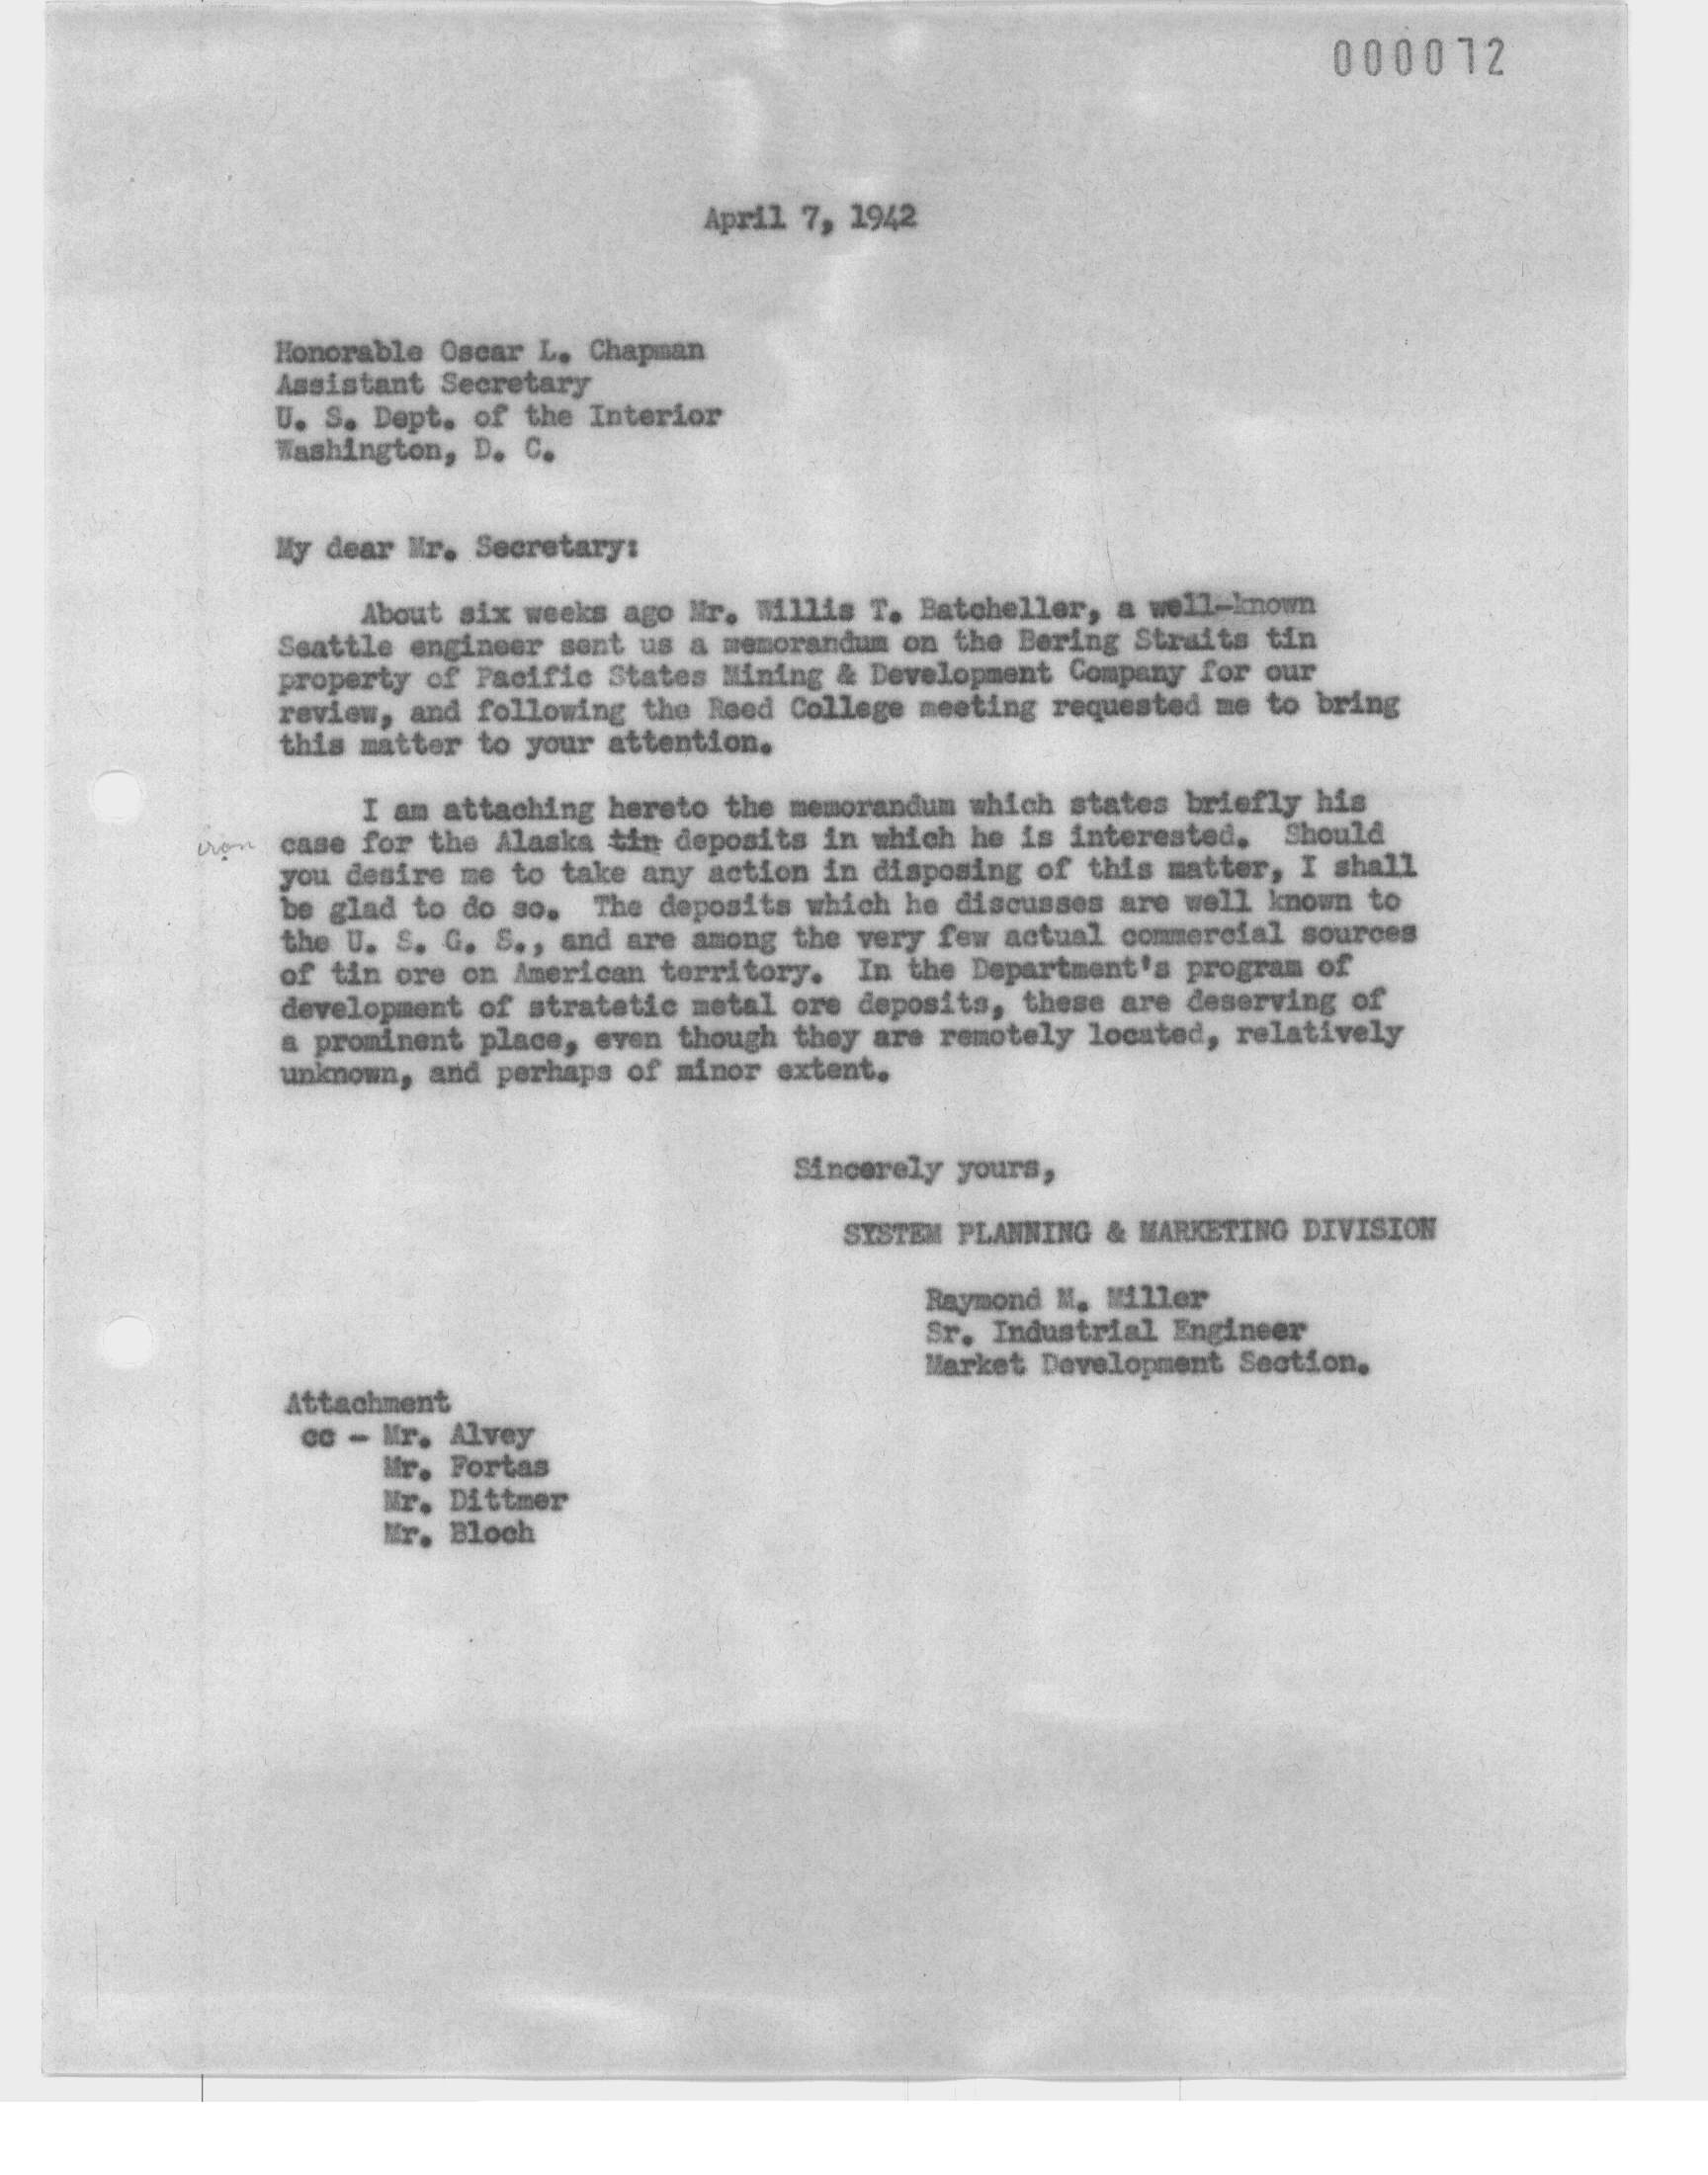 000072
April 7, 1942
Honorable Oscar L. Chapman
Assistant Secretary
U. S. Dept. of the Interior
Washington, D. C.
My dear Mr. Secretary:
About six weeks ago Mr. Willis T. Batcheller, a well-known
Seattle engineer sent us a memorandum on the Bering Straits tin
property of Pacific States Mining & Development Company for our
review, and following the Reed College meeting requested me to bring
this matter to your attention.
I am attaching hereto the memorandum which states briefly his
iron case for the Alaska tin deposits in which he is interested. Should
you desire me to take any action in disposing of this matter, I shall
be glad to do so. The deposits which he discusses are well known to
the U. S. G. S., and are among the very few actual commercial sources
of tin ore on American territory. In the Department's program of
development of stratetic metal ore deposits, these are deserving of
a prominent place, even though they are remotely located, relatively
unknown, and perhaps of minor extent.
Sincerely yours,
SYSTEM PLANNING & MARKETING DIVISION
Raymond M. Miller
Sr. Industrial Engineer
Market Development Section.
Attachment
cc - Mr. Alvey
Mr. Fortas
Mr. Dittmer
Mr. Bloch